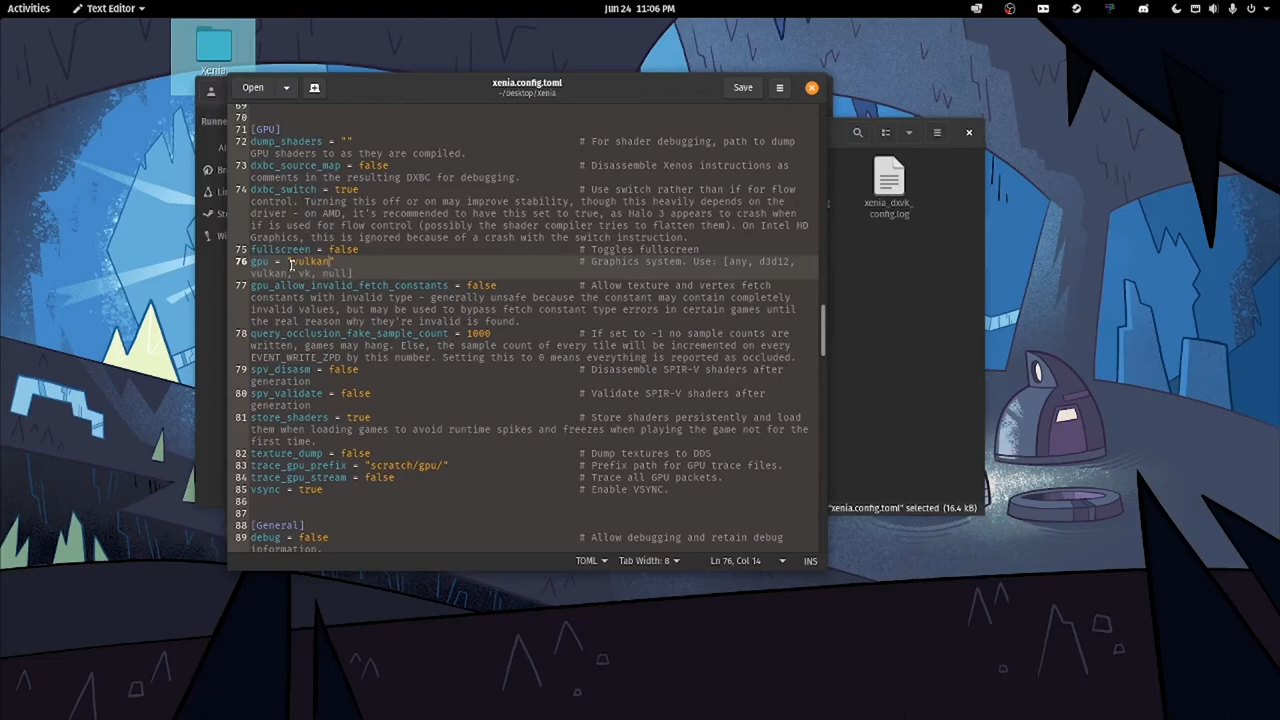 Activities
Text Editor
Jun 24 11:06 PM
Xenia
Open
xenia.config.toml
~/Desktop/xenia
Save
Runne
69
70
71 [GPU]
72 dump_shaders = "" # For shader debugging, path to dump
GPU shaders to as they are compiled.
73 dxbc_source_map = false # Disassemble Xenos instructions as
comments in the resulting DXBC for debugging.
74 dxbc_switch = true # Use switch rather than if for flow
control. Turning this off or on may improve stability, though this heavily depends on the
driver - on AMD, it's recommended to have this set to true, as Halo 3 appears to crash when
if is used for flow control (possibly the shader compiler tries to flatten them). On Intel HD
Graphics, this is ignored because of a crash with the switch instruction.
75 fullscreen = false # Toggles fullscreen
76 gpu = "vulkan" # Graphics system. Use: [any, d3d12,
vulkan, vk, null]
77 gpu_allow_invalid_fetch_constants = false # Allow texture and vertex fetch
constants with invalid type - generally unsafe because the constant may contain completely
invalid values, but may be used to bypass fetch constant type errors in certain games until
the real reason why they're invalid is found.
78 query_occlusion_fake_sample_count = 1000 # If set to -1 no sample counts are
written, games may hang. Else, the sample count of every tile will be incremented on every
EVENT_WRITE_ZPD by this number. Setting this to 0 means everything is reported as occluded.
79 spv_disasm = false # Disassemble SPIR-V shaders after
generation
80 spv_validate = false # Validate SPIR-V shaders after
generation
81 store_shaders = true # Store shaders persistently and load
them when loading games to avoid runtime spikes and freezes when playing the game not for the
first time.
82 texture_dump = false # Dump textures to DDS
83 trace_gpu_prefix = "scratch/gpu/" # Prefix path for GPU trace files.
84 trace_gpu_stream = false # Trace all GPU packets.
85 vsync = true # Enable VSYNC.
86
87
88 [General]
89 debug = false # Allow debugging and retain debug
information.
TOML
Tab Width: 8
Ln 76, Col 14
INS
xenia_dxvk_
config.log
"xenia.config.toml" selected (16.4 kB)